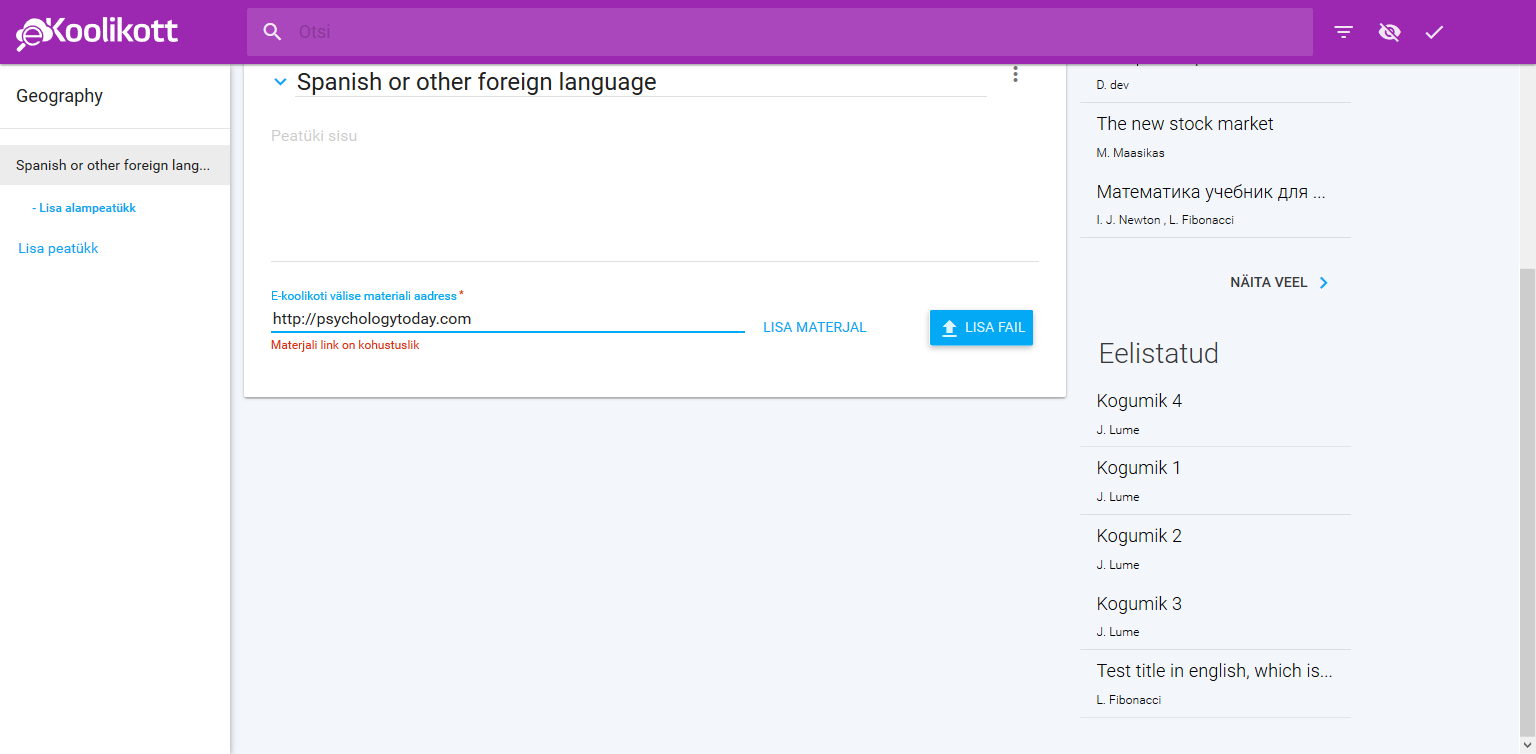 eKoolikott
Otsi
Geography
Spanish or other foreign lang...
- Lisa alampeatükk
Lisa peatükk
Spanish or other foreign language
Peatüki sisu
E-koolikoti välise materiali aadress *
http://psychologytoday.com
Materjali link on kohustuslik
LISA MATERJAL
LISA FAIL
D. dev
The new stock market
M. Maasikas
Математика учебник для ...
I. J. Newton , L. Fibonacci
NÄITA VEEL
Eelistatud
Kogumik 4
J. Lume
Kogumik 1
J. Lume
Kogumik 2
J. Lume
Kogumik 3
J. Lume
Test title in english, which is...
L. Fibonacci